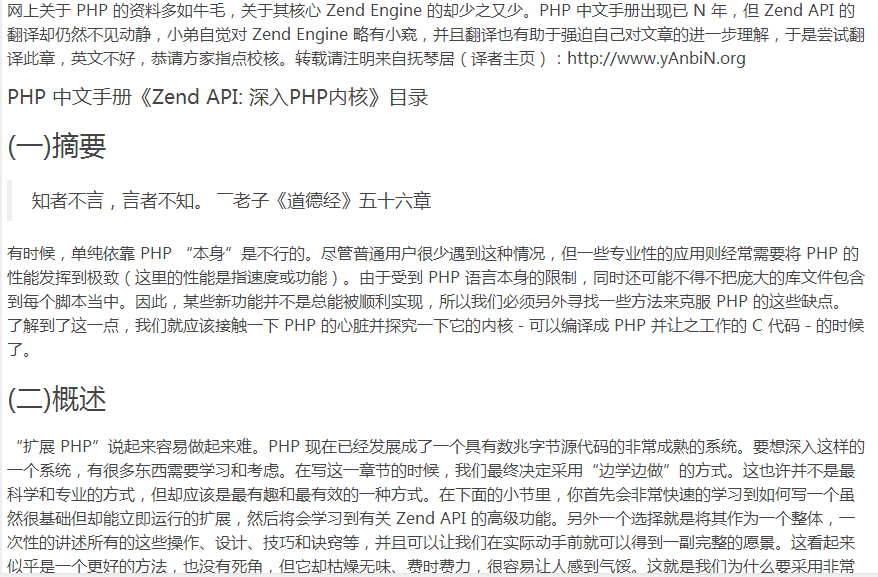 网上关于 PHP 的资料多如牛毛，关于其核心 Zend Engine 的却少之又少。PHP 中文手册出现已 N 年，但 Zend API 的
翻译却仍然不见动静，小弟自觉对 Zend Engine 略有小窥，并且翻译也有助于强迫自己对文章的进一步理解，于是尝试翻
译此章，英文不好，恭请方家指点校核。转载请注明来自抚琴居（译者主页）：http://www.yAnbiN.org
PHP 中文手册《Zend API: 深入PHP内核》目录
(一)摘要
知者不言，言者不知。 ￣老子《道德经》五十六章
有时候，单纯依靠 PHP “本身”是不行的。尽管普通用户很少遇到这种情况，但一些专业性的应用则经常需要将 PHP 的
性能发挥到极致（这里的性能是指速度或功能）。由于受到 PHP 语言本身的限制，同时还可能不得不把庞大的库文件包含
到每个脚本当中。因此，某些新功能并不是总能被顺利实现，所以我们必须另外寻找一些方法来克服 PHP 的这些缺点。
了解到了这一点，我们就应该接触一下 PHP 的心脏并探究一下它的内核 - 可以编译成 PHP 并让之工作的 C 代码 - 的时候
了。
(二)概述
“扩展 PHP”说起来容易做起来难。PHP 现在已经发展成了一个具有数兆字节源代码的非常成熟的系统。要想深入这样的
一个系统，有很多东西需要学习和考虑。在写这一章节的时候，我们最终决定采用“边学边做”的方式。这也许并不是最
科学和专业的方式，但却应该是最有趣和最有效的一种方式。在下面的小节里，你首先会非常快速的学习到如何写一个虽
然很基础但却能立即运行的扩展，然后将会学习到有关 Zend API 的高级功能。另外一个选择就是将其作为一个整体，一
次性的讲述所有的这些操作、设计、技巧和诀窍等，并且可以让我们在实际动手前就可以得到一副完整的愿景。这看起来
似乎是一个更好的方法，也没有死角，但它却枯燥无味、费时费力，很容易让人感到气馁。这就是我们为什么要采用非常